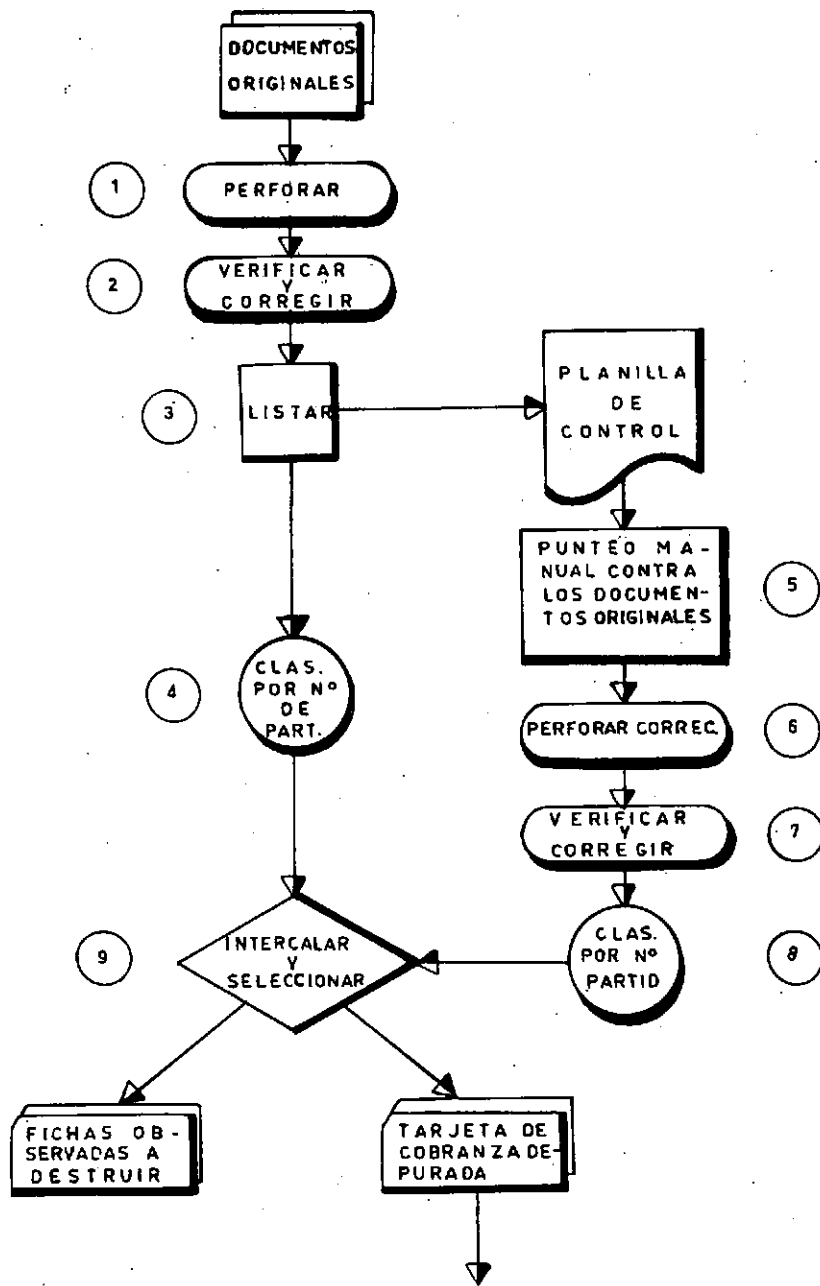 DOCUMENTOS
ORIGINALES
1
PERFORAR
2
VERIFICAR
Y
CORREGIR
3
LISTAR
PLANILLA
DE
CONTROL
PUNTEO MA-
NUAL CONTRA
LOS DOCUMEN-
TOS ORIGINALES
5
4
CLAS.
POR Nº
DE
PART.
PERFORAR CORREC.
6
VERIFICAR
Y
CORREGIR
7
CLAS.
POR Nº
PARTID
8
9
INTERCALAR
Y
SELECCIONAR
FICHAS OB-
SERVADAS A
DESTRUIR
TARJETA DE
COBRANZA DE-
PURADA